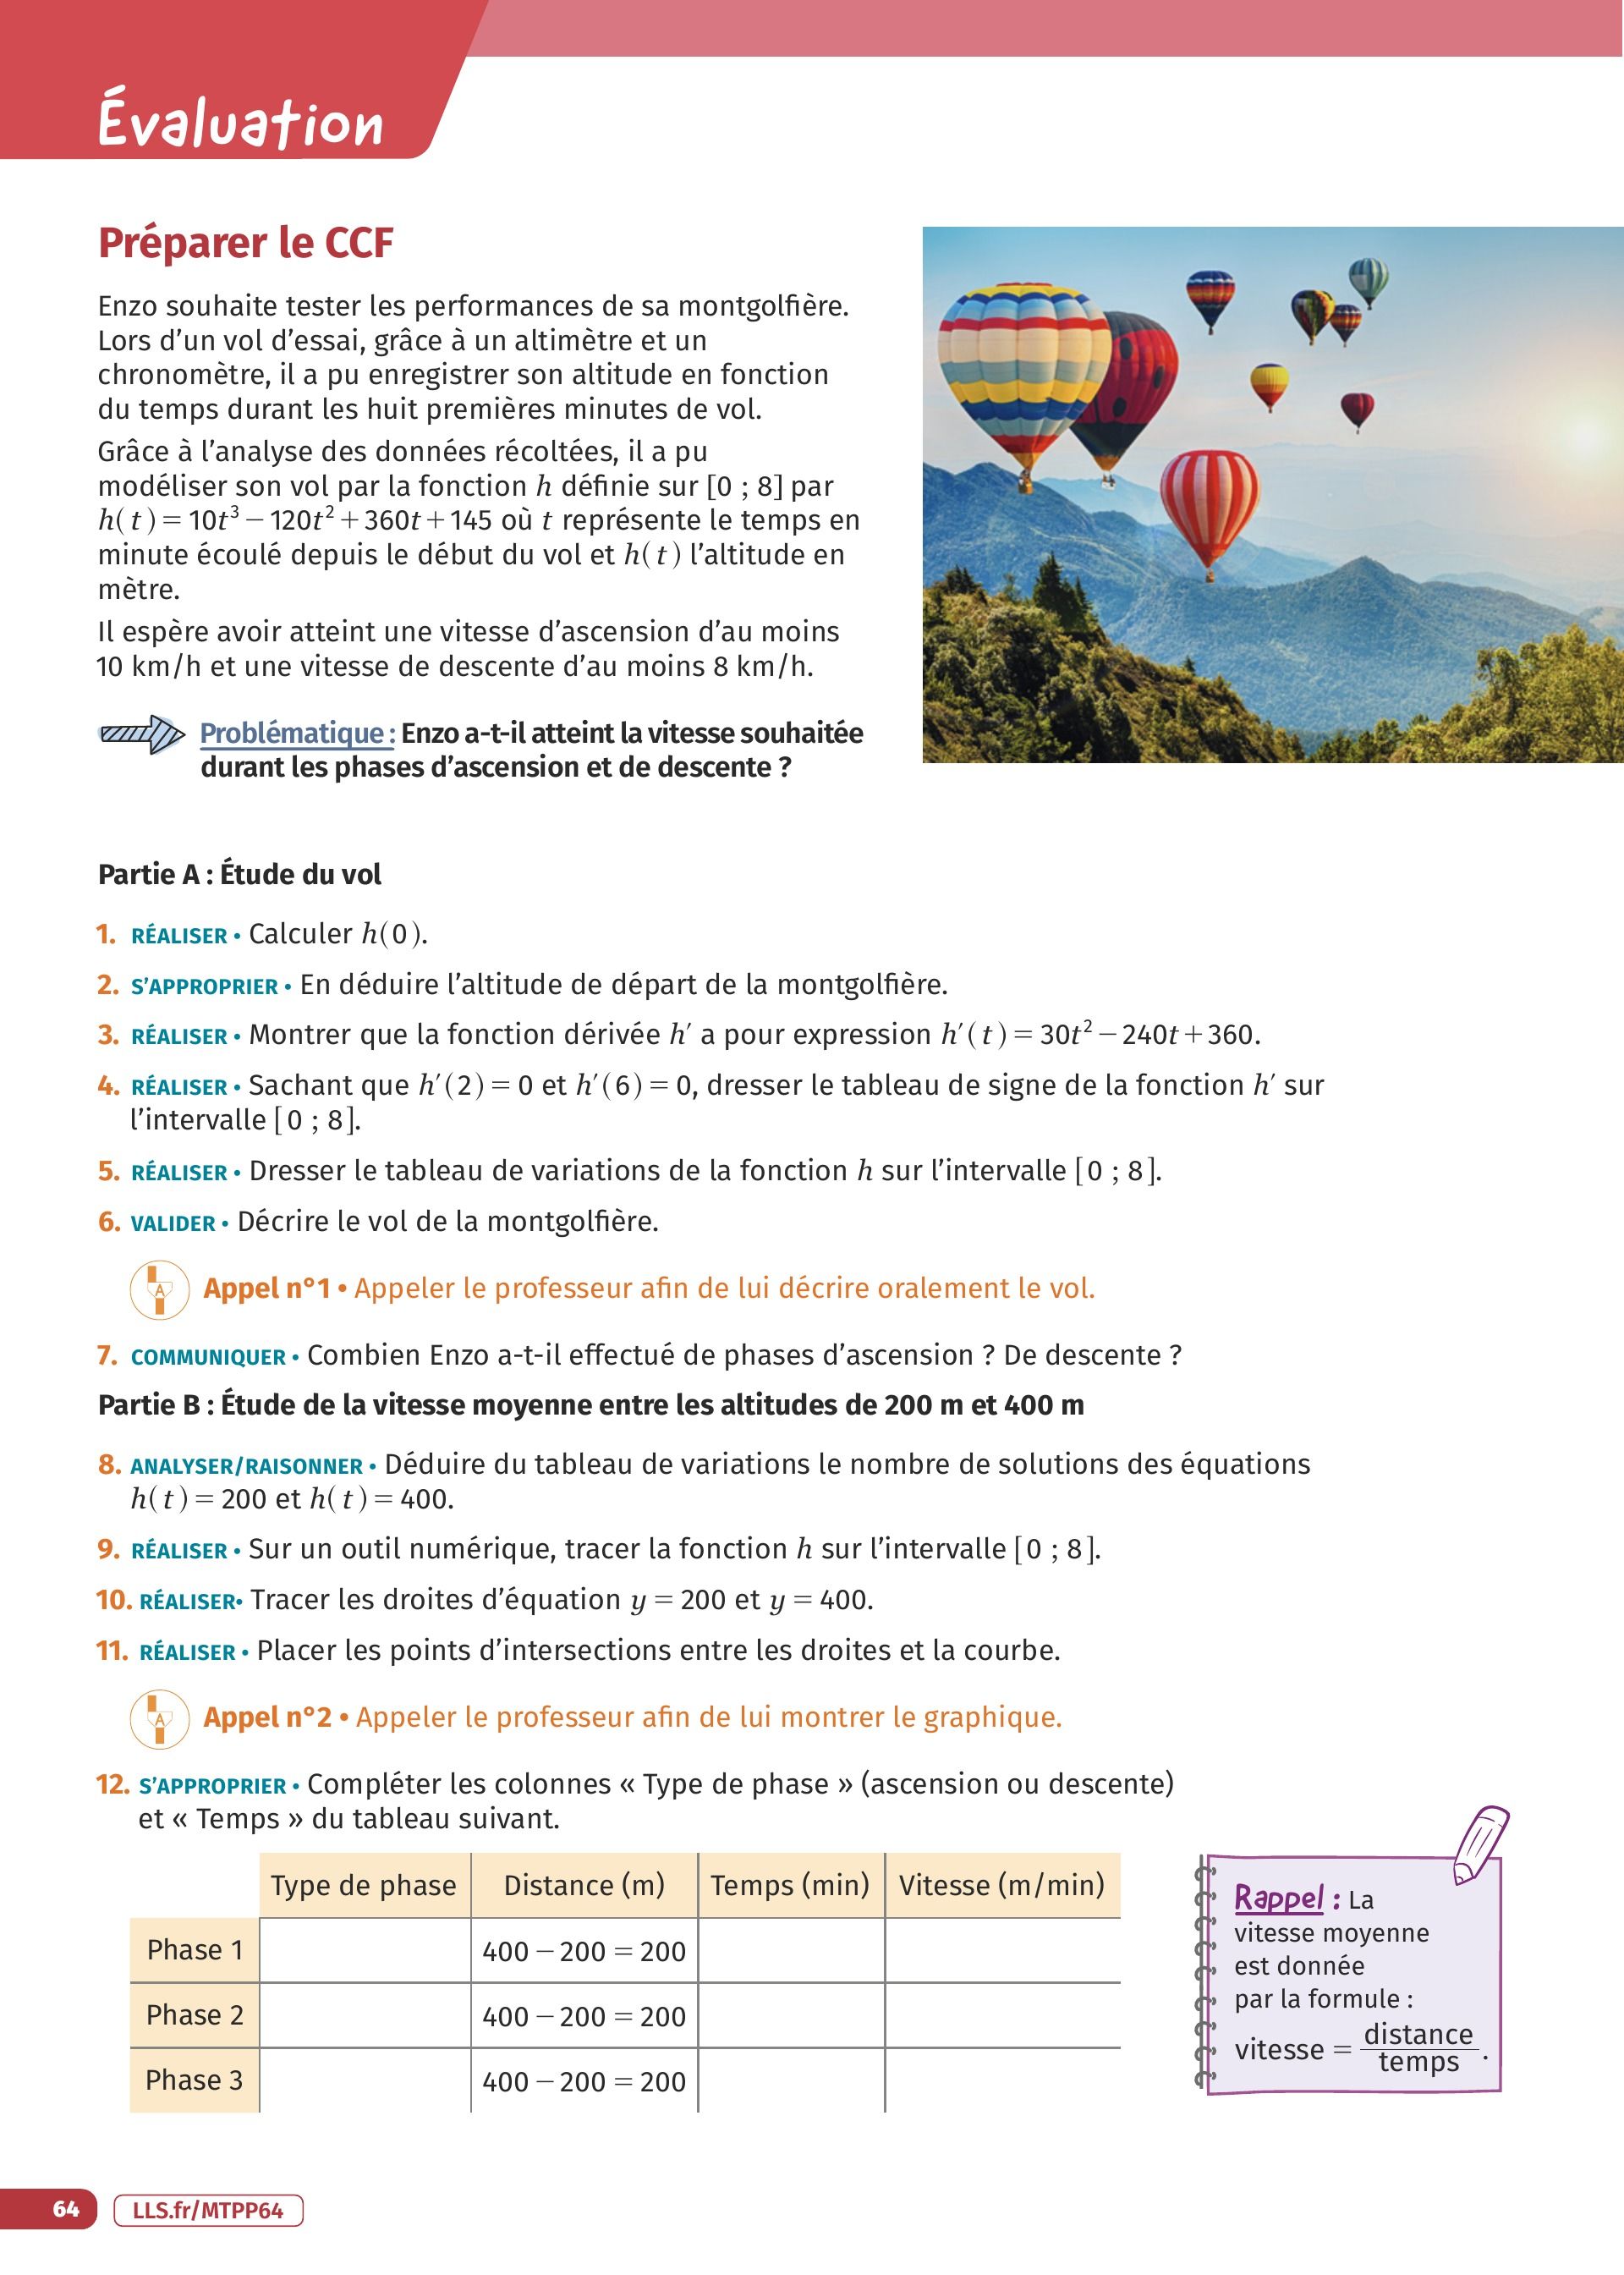 Évaluation
Préparer le CCF
Enzo souhaite tester les performances de sa montgolfière.
Lors d’un vol d’essai, grâce à un altimètre et un
chronomètre, il a pu enregistrer son altitude en fonction
du temps durant les huit premières minutes de vol.
Grâce à l’analyse des données récoltées, il a pu
modéliser son vol par la fonction h définie sur [0 ; 8] par
h(t) = 10t³ − 120t² + 360t + 145 où t représente le temps en
minute écoulé depuis le début du vol et h(t) l’altitude en
mètre.
Il espère avoir atteint une vitesse d’ascension d’au moins
10 km/h et une vitesse de descente d’au moins 8 km/h.
Problématique : Enzo a-t-il atteint la vitesse souhaitée
durant les phases d’ascension et de descente ?
Partie A : Étude du vol
1. RÉALISER • Calculer h(0).
2. S’APPROPRIER • En déduire l’altitude de départ de la montgolfière.
3. RÉALISER • Montrer que la fonction dérivée h′ a pour expression h′(t) = 30t² − 240t + 360.
4. RÉALISER • Sachant que h′(2) = 0 et h′(6) = 0, dresser le tableau de signe de la fonction h′ sur
l’intervalle [0 ; 8].
5. RÉALISER • Dresser le tableau de variations de la fonction h sur l’intervalle [0 ; 8].
6. VALIDER • Décrire le vol de la montgolfière.
A
Appel n°1 • Appeler le professeur afin de lui décrire oralement le vol.
7. COMMUNIQUER • Combien Enzo a-t-il effectué de phases d’ascension ? De descente ?
Partie B : Étude de la vitesse moyenne entre les altitudes de 200 m et 400 m
8. ANALYSER/RAISONNER • Déduire du tableau de variations le nombre de solutions des équations
h(t) = 200 et h(t) = 400.
9. RÉALISER • Sur un outil numérique, tracer la fonction h sur l’intervalle [0 ; 8].
10. RÉALISER• Tracer les droites d’équation y = 200 et y = 400.
11. RÉALISER • Placer les points d’intersections entre les droites et la courbe.
A
Appel n°2 • Appeler le professeur afin de lui montrer le graphique.
12. S’APPROPRIER • Compléter les colonnes « Type de phase » (ascension ou descente)
et « Temps » du tableau suivant.
Type de phase Distance (m) Temps (min) Vitesse (m/min)
Phase 1 400 − 200 = 200
Phase 2 400 − 200 = 200
Phase 3 400 − 200 = 200
Rappel : La
vitesse moyenne
est donnée
par la formule :
vitesse = distance / temps.
64 LLS.fr/MTPP64